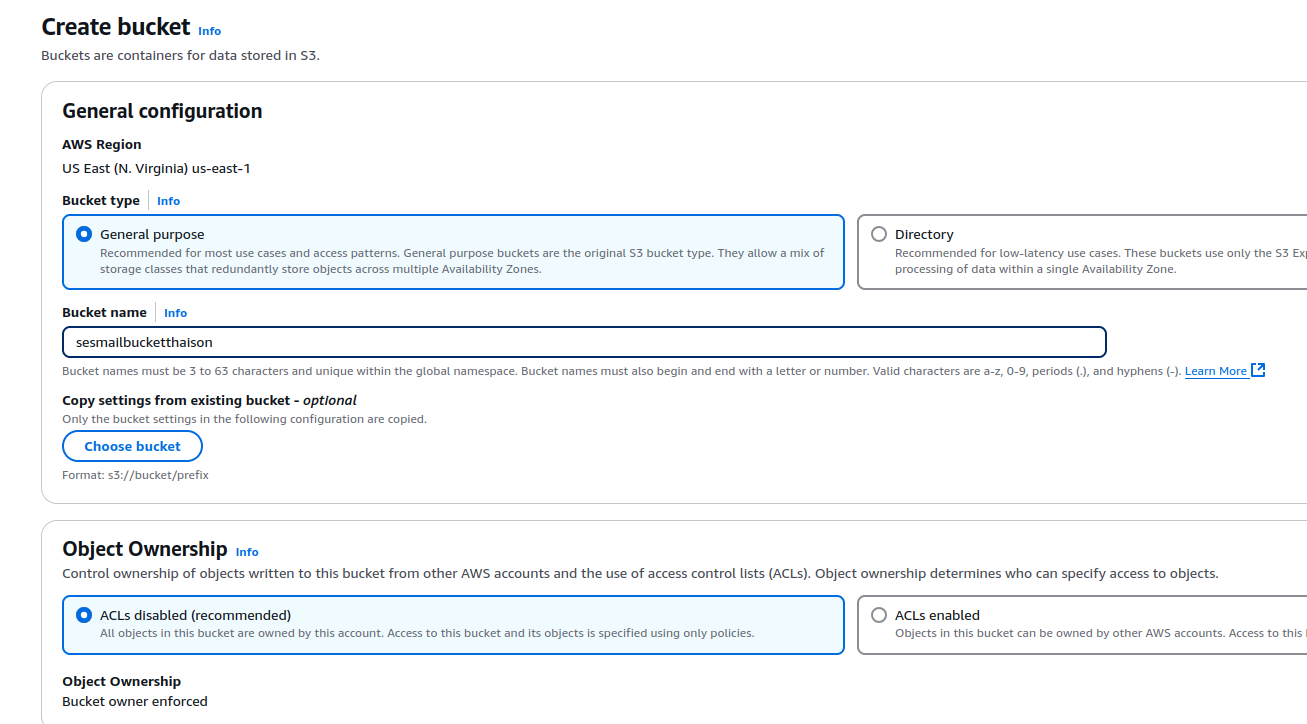 Create bucket Info
Buckets are containers for data stored in S3.
General configuration
AWS Region
US East (N. Virginia) us-east-1
Bucket type Info
General purpose
Recommended for most use cases and access patterns. General purpose buckets are the original S3 bucket type. They allow a mix of
storage classes that redundantly store objects across multiple Availability Zones.
Directory
Recommended for low-latency use cases. These buckets use only the S3
processing of data within a single Availability Zone.
Bucket name Info
sesmailbucketthaison
Bucket names must be 3 to 63 characters and unique within the global namespace. Bucket names must also begin and end with a letter or number. Valid characters are a-z, 0-9, periods (.), and hyphens (-). Learn More
Copy settings from existing bucket - optional
Only the bucket settings in the following configuration are copied.
Choose bucket
Format: s3://bucket/prefix
Object Ownership Info
Control ownership of objects written to this bucket from other AWS accounts and the use of access control lists (ACLs). Object ownership determines who can specify access to objects.
ACLs disabled (recommended)
All objects in this bucket are owned by this account. Access to this bucket and its objects is specified using only policies.
ACLs enabled
Objects in this bucket can be owned by other AWS accounts. Access to this
Object Ownership
Bucket owner enforced